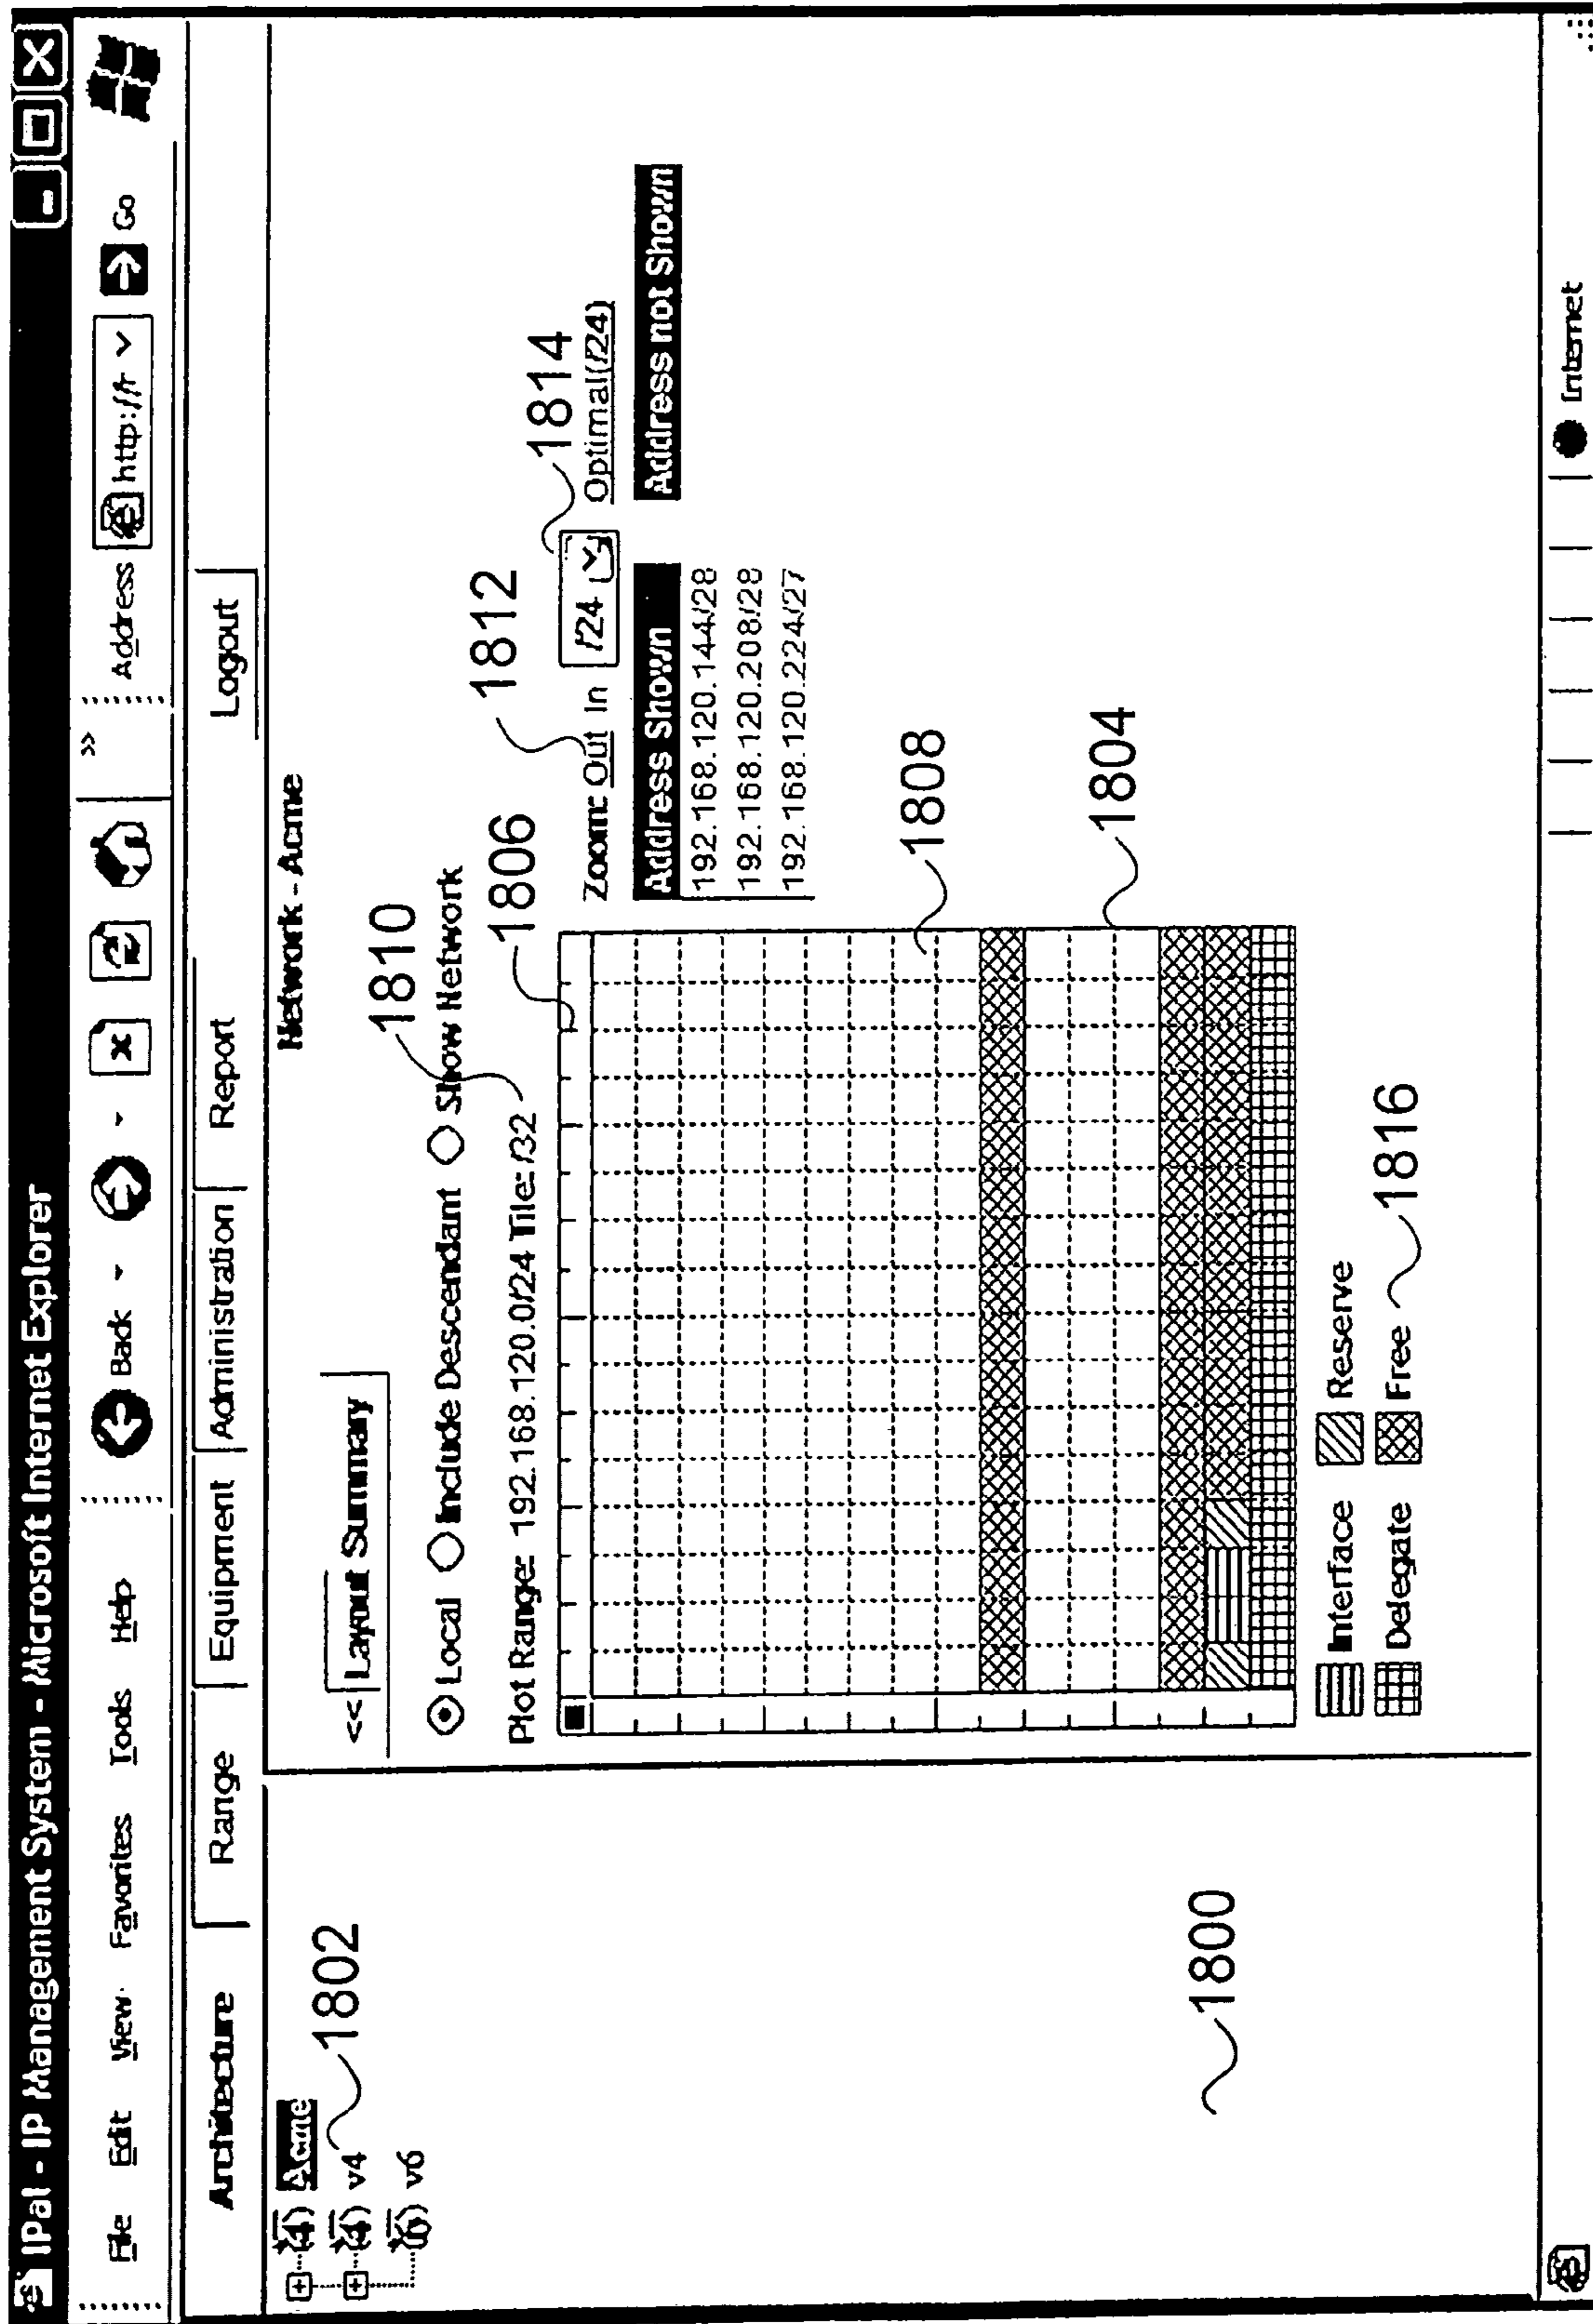 IPal - IP Management System - Microsoft Internet Explorer
File Edit View Favorites Tools Help Back » Address http://r Go
Architecture Range Equipment Administration Report Logout
Acme
v4
v6
1802
1800
Network - Acme
<< Layout Summary
1810
Local Include Descendant Show Network
1806
1812
1814
Plot Range: 192.168.120.0/24 Tile: /32
Zoom: Out In /24 Optimal(/24)
Address Shown Address not Shown
192.168.120.144/28
192.168.120.208/28
192.168.120.224/27
1808
1804
Interface Reserve
Delegate Free
1816
Internet